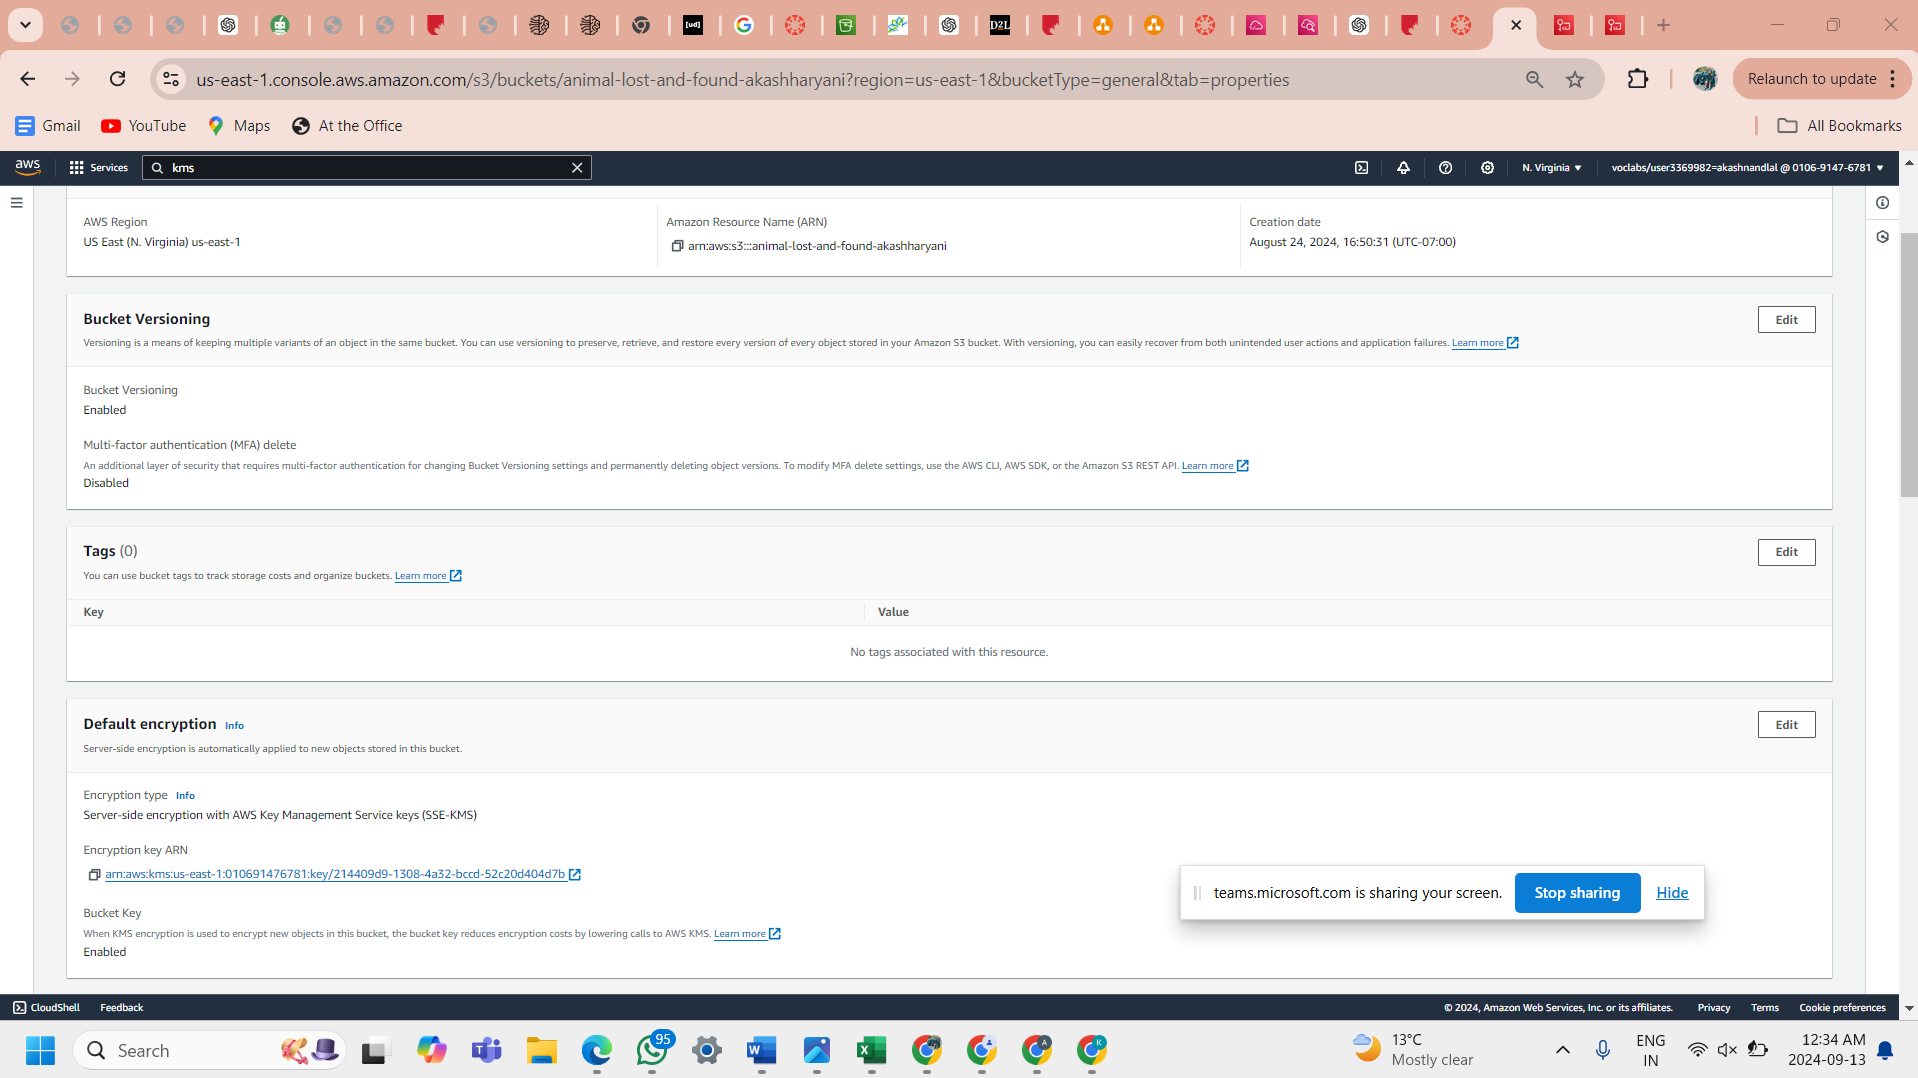 [ud]
D2L
us-east-1.console.aws.amazon.com/s3/buckets/animal-lost-and-found-akashharyani?region=us-east-1&bucketType=general&tab=properties
Relaunch to update
Gmail
YouTube
Maps
At the Office
All Bookmarks
aws
Services
kms
N. Virginia
voclabs/user3369982=akashnandlal @ 0106-9147-6781
AWS Region
US East (N. Virginia) us-east-1
Amazon Resource Name (ARN)
arn:aws:s3:::animal-lost-and-found-akashharyani
Creation date
August 24, 2024, 16:50:31 (UTC-07:00)
Bucket Versioning
Edit
Versioning is a means of keeping multiple variants of an object in the same bucket. You can use versioning to preserve, retrieve, and restore every version of every object stored in your Amazon S3 bucket. With versioning, you can easily recover from both unintended user actions and application failures. Learn more
Bucket Versioning
Enabled
Multi-factor authentication (MFA) delete
An additional layer of security that requires multi-factor authentication for changing Bucket Versioning settings and permanently deleting object versions. To modify MFA delete settings, use the AWS CLI, AWS SDK, or the Amazon S3 REST API. Learn more
Disabled
Tags (0)
Edit
You can use bucket tags to track storage costs and organize buckets. Learn more
Key
Value
No tags associated with this resource.
Default encryption Info
Edit
Server-side encryption is automatically applied to new objects stored in this bucket.
Encryption type Info
Server-side encryption with AWS Key Management Service keys (SSE-KMS)
Encryption key ARN
arn:aws:kms:us-east-1:010691476781:key/214409d9-1308-4a32-bccd-52c20d404d7b
Bucket Key
When KMS encryption is used to encrypt new objects in this bucket, the bucket key reduces encryption costs by lowering calls to AWS KMS. Learn more
Enabled
teams.microsoft.com is sharing your screen.
Stop sharing
Hide
CloudShell
Feedback
© 2024, Amazon Web Services, Inc. or its affiliates.
Privacy
Terms
Cookie preferences
Search
95
13°C
Mostly clear
ENG
IN
12:34 AM
2024-09-13